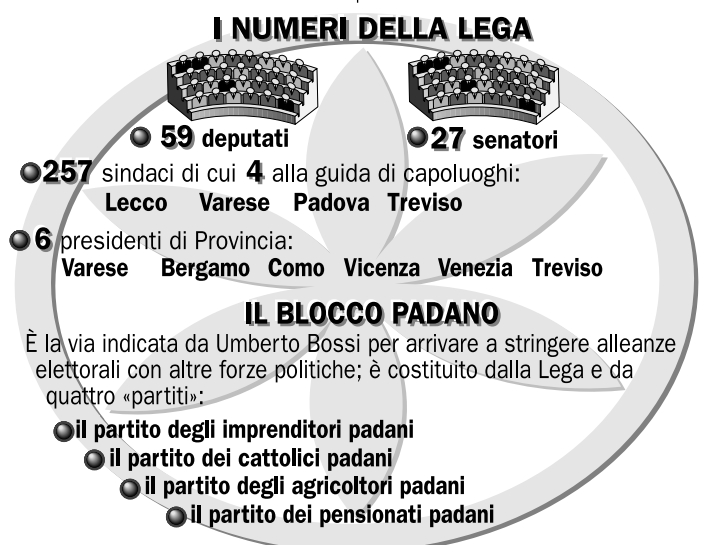 I NUMERI DELLA LEGA
59 deputati
27 senatori
257 sindaci di cui 4 alla guida di capoluoghi:
Lecco Varese Padova Treviso
6 presidenti di Provincia:
Varese Bergamo Como Vicenza Venezia Treviso
IL BLOCCO PADANO
È la via indicata da Umberto Bossi per arrivare a stringere alleanze
elettorali con altre forze politiche; è costituito dalla Lega e da
quattro «partiti»:
il partito degli imprenditori padani
il partito dei cattolici padani
il partito degli agricoltori padani
il partito dei pensionati padani